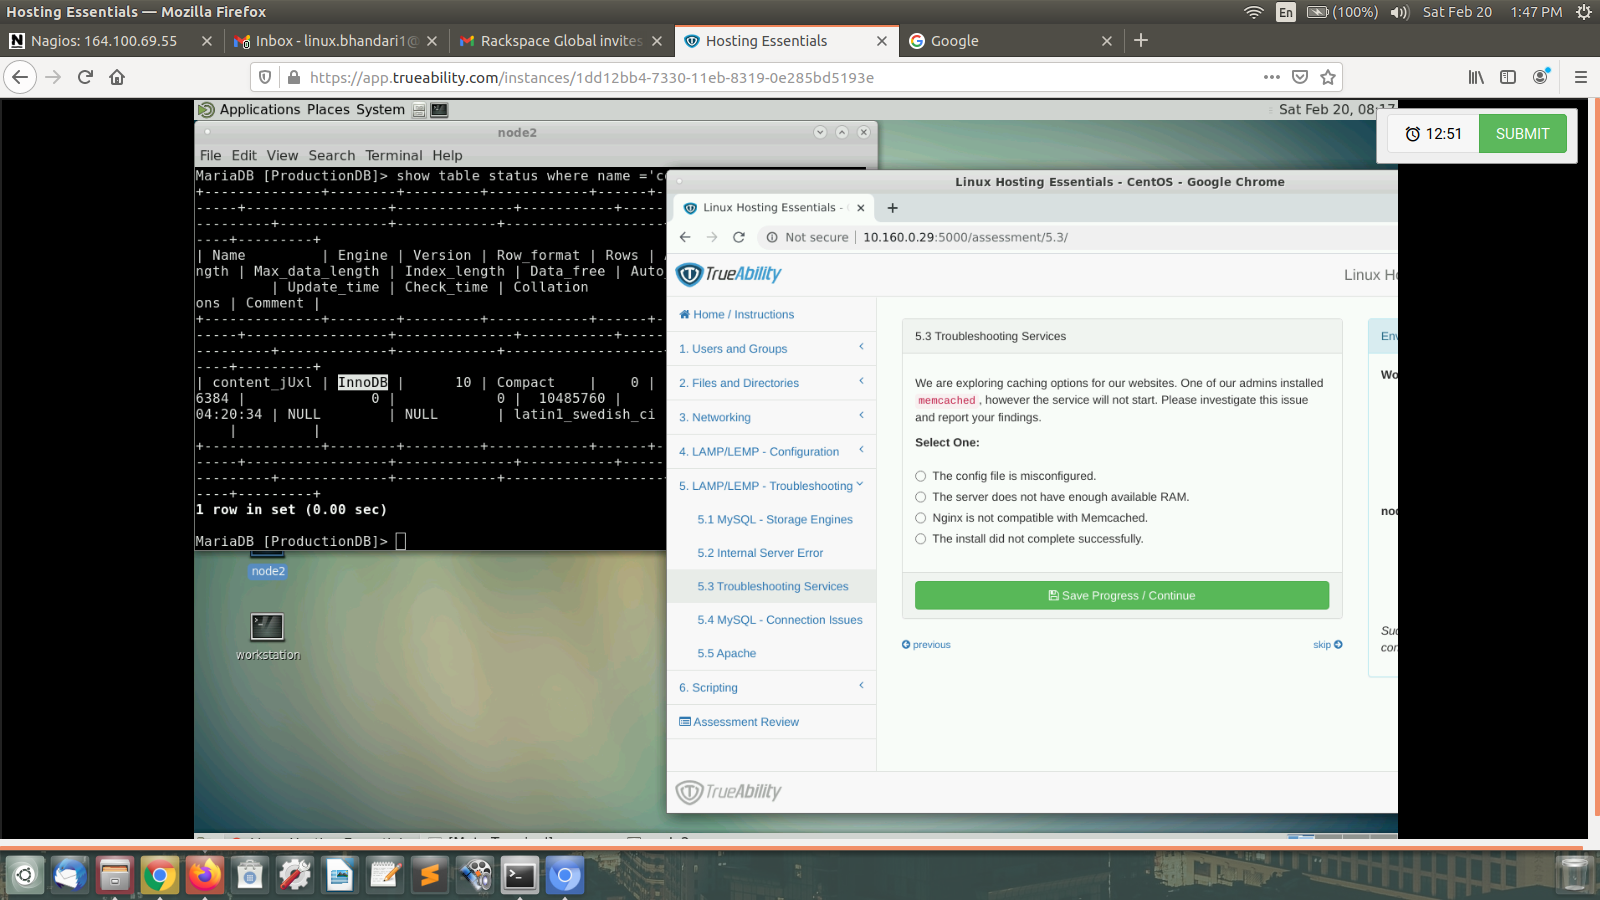 Hosting Essentials — Mozilla Firefox
En
(100%)
Sat Feb 20
1:47 PM
Nagios: 164.100.69.55
Inbox - linux.bhandari1@
Rackspace Global invites
Hosting Essentials
Google
https://app.trueability.com/instances/1dd12bb4-7330-11eb-8319-0e285bd5193e
Applications Places System
Sat Feb 20, 08:17
12:51
SUBMIT
node2
File Edit View Search Terminal Help
MariaDB [ProductionDB]> show table status where name ='co
+--------------+--------+---------+------------+------+--
-----+-----------------+--------------+-----------+------
---------+-------------+------------+--------------------
----+---------+
| Name | Engine | Version | Row_format | Rows |
ngth | Max_data_length | Index_length | Data_free | Auto_
| Update_time | Check_time | Collation
ons | Comment |
+--------------+--------+---------+------------+------+--
-----+-----------------+--------------+-----------+------
---------+-------------+------------+--------------------
----+---------+
| content_jUxl | InnoDB | 10 | Compact | 0 |
6384 | 0 | 0 | 10485760 |
04:20:34 | NULL | NULL | latin1_swedish_ci
| |
+--------------+--------+---------+------------+------+--
-----+-----------------+--------------+-----------+------
---------+-------------+------------+--------------------
----+---------+
1 row in set (0.00 sec)
MariaDB [ProductionDB]>
node2
workstation
Linux Hosting Essentials - CentOS - Google Chrome
Linux Hosting Essentials -
Not secure | 10.160.0.29:5000/assessment/5.3/
TrueAbility
Linux Ho
Home / Instructions
1. Users and Groups
2. Files and Directories
3. Networking
4. LAMP/LEMP - Configuration
5. LAMP/LEMP - Troubleshooting
5.1 MySQL - Storage Engines
5.2 Internal Server Error
5.3 Troubleshooting Services
5.4 MySQL - Connection Issues
5.5 Apache
6. Scripting
Assessment Review
5.3 Troubleshooting Services
We are exploring caching options for our websites. One of our admins installed
memcached , however the service will not start. Please investigate this issue
and report your findings.
Select One:
The config file is misconfigured.
The server does not have enough available RAM.
Nginx is not compatible with Memcached.
The install did not complete successfully.
Save Progress / Continue
previous
skip
Env
Wo
nod
Suc
con
TrueAbility